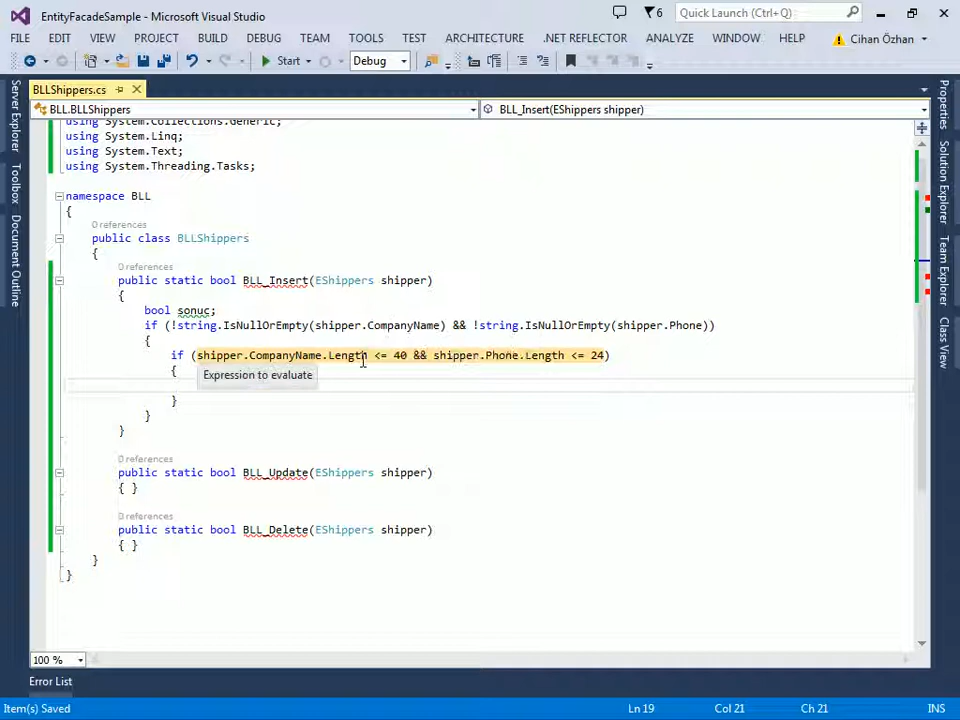 EntityFacadeSample - Microsoft Visual Studio
6
Quick Launch (Ctrl+Q)
FILE EDIT VIEW PROJECT BUILD DEBUG TEAM TOOLS TEST ARCHITECTURE .NET REFLECTOR ANALYZE WINDOW HELP Cihan Özhan
Start Debug
BLLShippers.cs
BLL.BLLShippers BLL_Insert(EShippers shipper)
using System.Collections.Generic;
using System.Linq;
using System.Text;
using System.Threading.Tasks;
namespace BLL
{
0 references
public class BLLShippers
{
0 references
public static bool BLL_Insert(EShippers shipper)
{
bool sonuc;
if (!string.IsNullOrEmpty(shipper.CompanyName) && !string.IsNullOrEmpty(shipper.Phone))
{
if (shipper.CompanyName.Length <= 40 && shipper.Phone.Length <= 24)
{
Expression to evaluate
}
}
}
0 references
public static bool BLL_Update(EShippers shipper)
{ }
0 references
public static bool BLL_Delete(EShippers shipper)
{ }
}
}
Server Explorer
Toolbox
Document Outline
Properties
Solution Explorer
Team Explorer
Class View
100 %
Error List
Item(s) Saved Ln 19 Col 21 Ch 21 INS